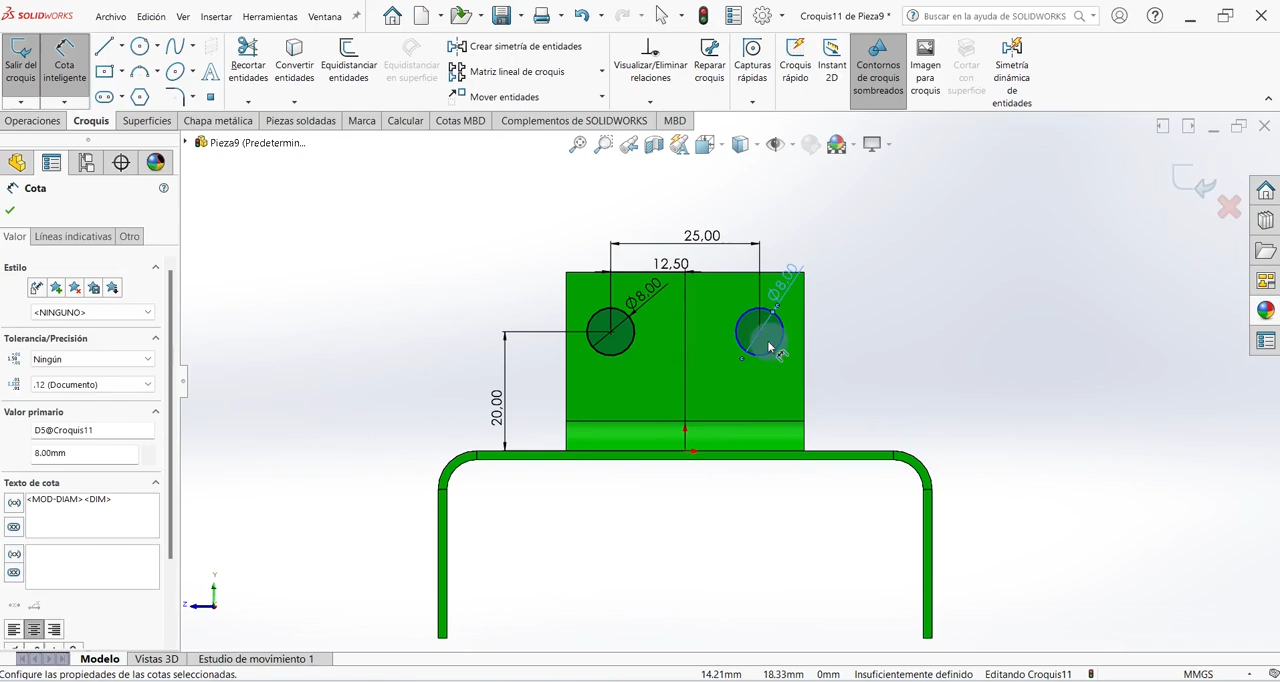 SOLIDWORKS
Archivo Edición Ver Insertar Herramientas Ventana
Croquis11 de Pieza9 *
Buscar en la ayuda de SOLIDWORKS
Salir del croquis
Cota inteligente
Recortar entidades
Convertir entidades
Equidistanciar entidades
Equidistanciar en superficie
Crear simetría de entidades
Matriz lineal de croquis
Mover entidades
Visualizar/Eliminar relaciones
Reparar croquis
Capturas rápidas
Croquis rápido
Instant 2D
Contornos de croquis sombreados
Imagen para croquis
Cortar con superficie
Simetría dinámica de entidades
Operaciones Croquis Superficies Chapa metálica Piezas soldadas Marca Calcular Cotas MBD Complementos de SOLIDWORKS MBD
Pieza9 (Predetermin...
Cota
Valor Líneas indicativas Otro
Estilo
<NINGUNO>
Tolerancia/Precisión
Ningún
.12 (Documento)
Valor primario
D5@Croquis11
8.00mm
Texto de cota
<MOD-DIAM><DIM>
25,00
12,50
Ø8,00
Ø8,00
20,00
Y
Z
Modelo Vistas 3D Estudio de movimiento 1
Configure las propiedades de las cotas seleccionadas.
14.21mm 18.33mm 0mm Insuficientemente definido Editando Croquis11 MMGS